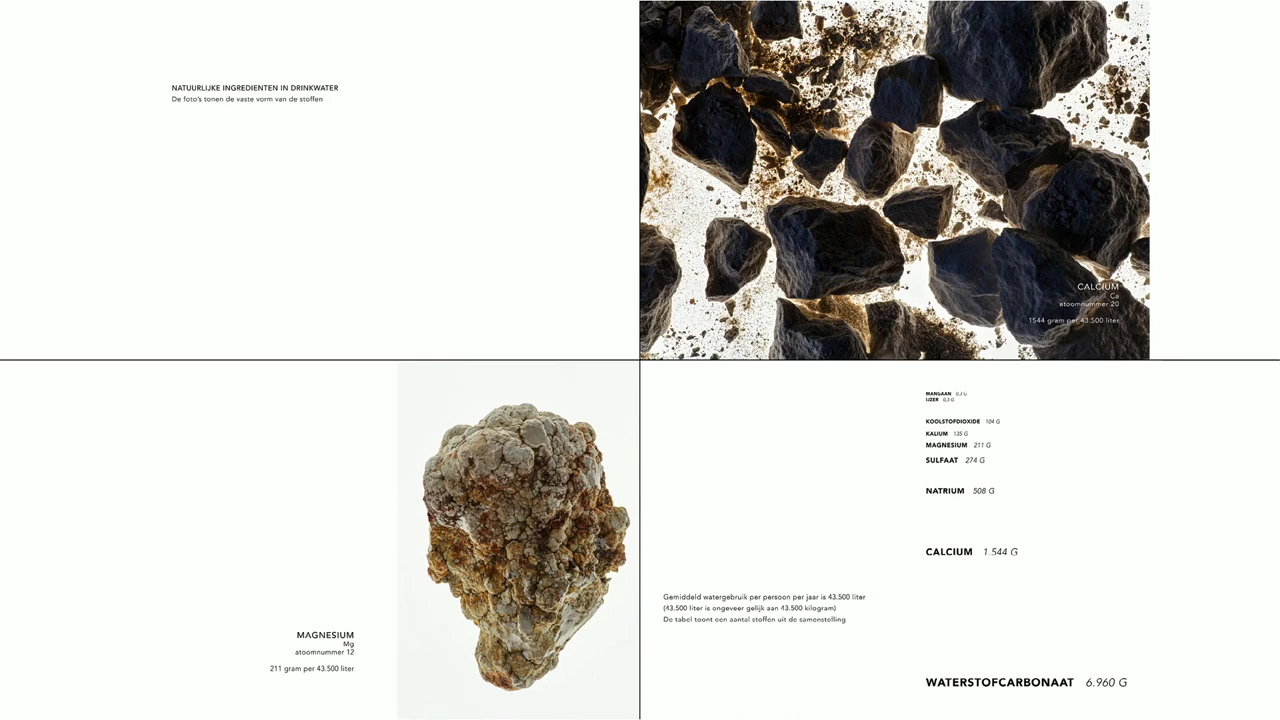 NATUURLIJKE INGREDIENTEN IN DRINKWATER
De foto's tonen de vaste vorm van de stoffen
CALCIUM
Ca
atoomnummer 20
1544 gram per 43.500 liter
MAGNESIUM
Mg
atoomnummer 12
211 gram per 43.500 liter
MANGAAN 0,3 G
IJZER 0,3 G
KOOLSTOFDIOXIDE 104 G
KALIUM 135 G
MAGNESIUM 211 G
SULFAAT 274 G
NATRIUM 508 G
CALCIUM 1.544 G
Gemiddeld watergebruik per persoon per jaar is 43.500 liter
(43.500 liter is ongeveer gelijk aan 43.500 kilogram)
De tabel toont een aantal stoffen uit de samenstelling
WATERSTOFCARBONAAT 6.960 G